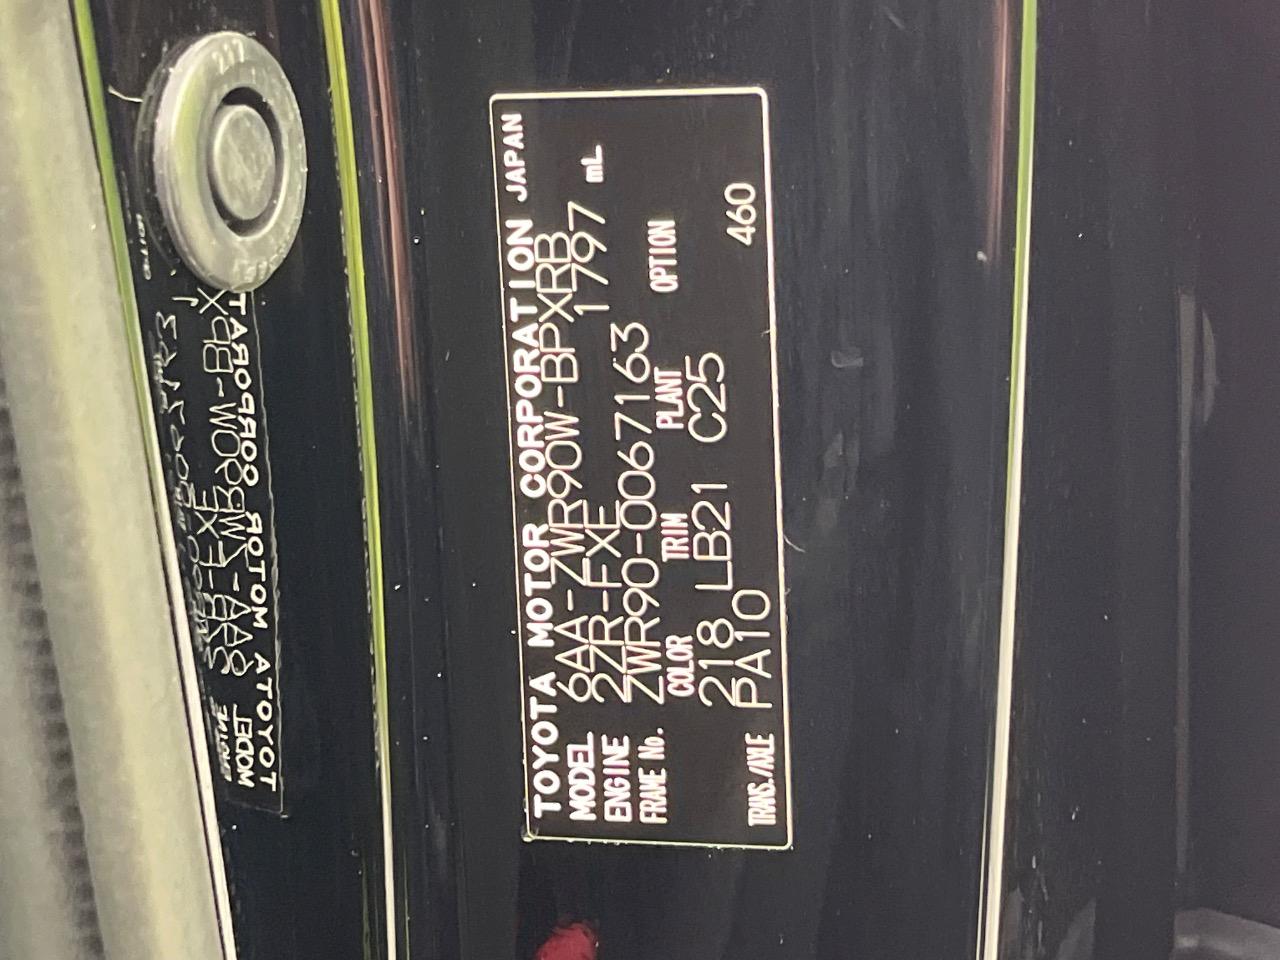 TOYOTA MOTOR CORPORATION JAPAN
MODEL 6AA-ZWR90W-BPXRB
ENGINE 2ZR-FXE 1797 mL
FRAME No. ZWR90-0067163
COLOR TRIM PLANT OPTION
218 LB21 C25
TRANS./AXLE PA10 460